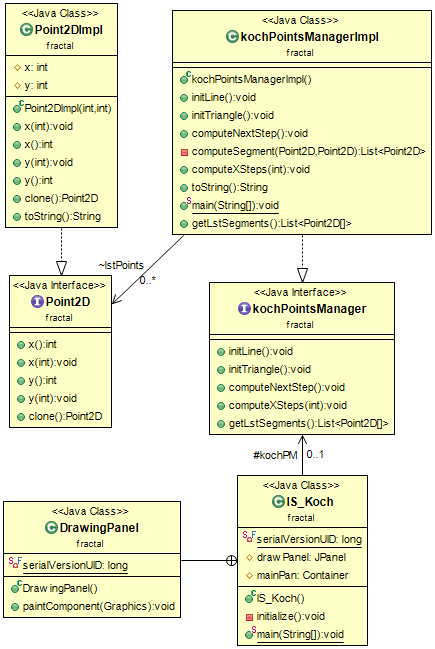 <<Java Class>>
Point2DImpl
fractal
x: int
y: int
Point2DImpl(int,int)
x(int):void
x():int
y(int):void
y():int
clone():Point2D
toString():String
<<Java Class>>
kochPointsManagerImpl
fractal
kochPointsManagerImpl()
initLine():void
initTriangle():void
computeNextStep():void
computeSegment(Point2D,Point2D):List<Point2D>
computeXSteps(int):void
toString():String
main(String[]):void
getLstSegments():List<Point2D[]>
~lstPoints
0..*
<<Java Interface>>
Point2D
fractal
x():int
x(int):void
y():int
y(int):void
clone():Point2D
<<Java Interface>>
kochPointsManager
fractal
initLine():void
initTriangle():void
computeNextStep():void
computeXSteps(int):void
getLstSegments():List<Point2D[]>
#kochPM
0..1
<<Java Class>>
DrawingPanel
fractal
serialVersionUID: long
DrawingPanel()
paintComponent(Graphics):void
<<Java Class>>
IS_Koch
fractal
serialVersionUID: long
drawPanel: JPanel
mainPan: Container
IS_Koch()
initialize():void
main(String[]):void